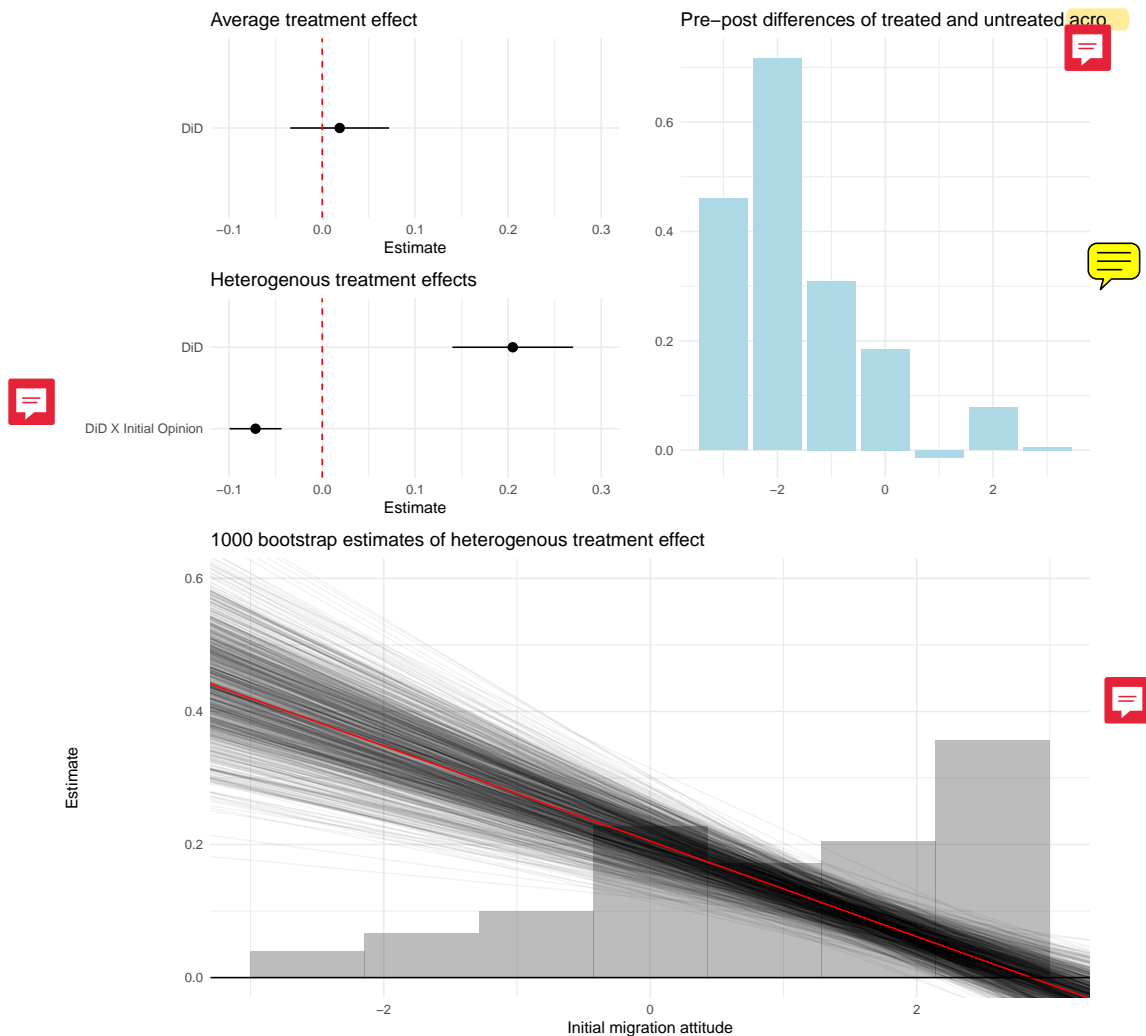 Average treatment effect
DiD
−0.1 0.0 0.1 0.2 0.3
Estimate
Heterogenous treatment effects
DiD
DiD X Initial Opinion
−0.1 0.0 0.1 0.2 0.3
Estimate
Pre−post differences of treated and untreated acro
0.6
0.4
0.2
0.0
−2 0 2
1000 bootstrap estimates of heterogenous treatment effect
0.6
0.4
0.2
0.0
Estimate
−2 0 2
Initial migration attitude